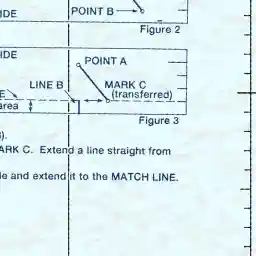 IDE
POINT B
Figure 2
IDE
POINT A
LINE B
MARK C
(transferred)
E
area
Figure 3
).
ARK C. Extend a line straight from
le and extend it to the MATCH LINE.